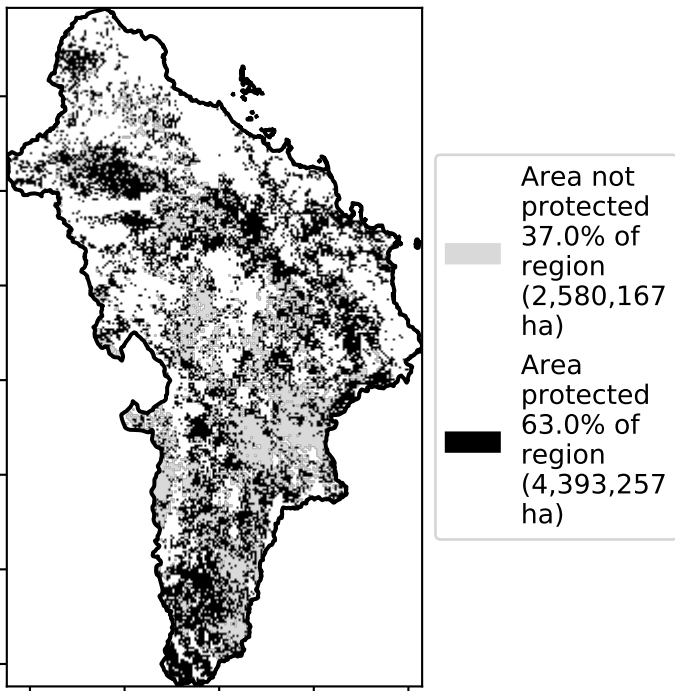 Area not
protected
37.0% of
region
(2,580,167
ha)
Area
protected
63.0% of
region
(4,393,257
ha)